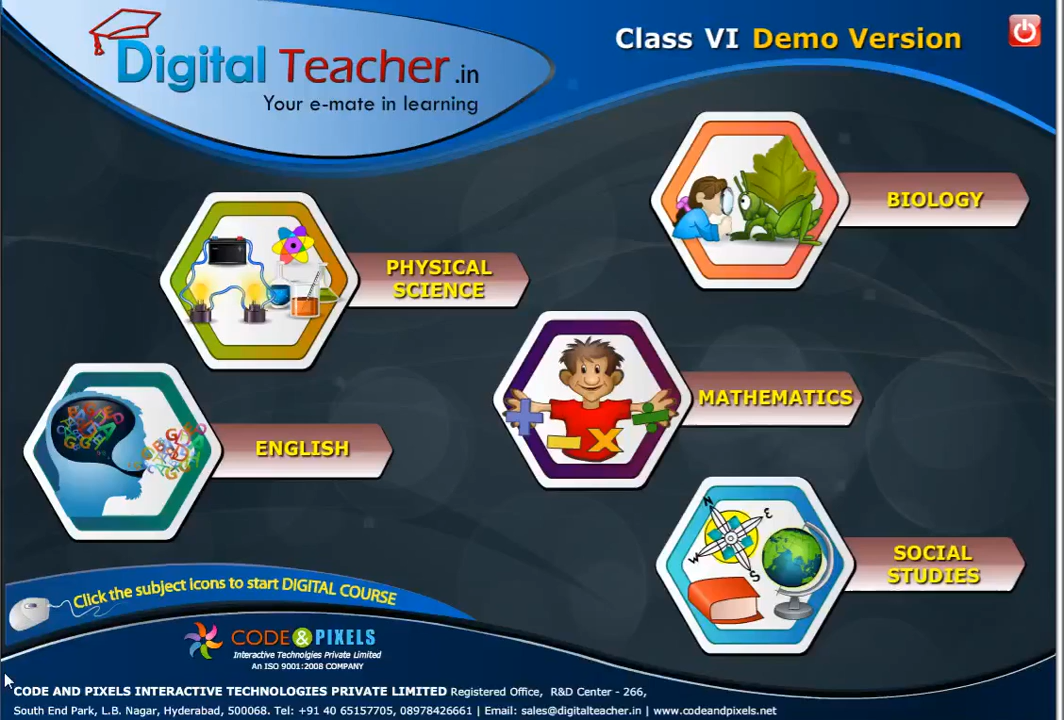 Digital Teacher.in
Your e-mate in learning
Class VI Demo Version
BIOLOGY
PHYSICAL
SCIENCE
MATHEMATICS
ENGLISH
N
E
W
S
SOCIAL
STUDIES
Click the subject icons to start DIGITAL COURSE
CODE & PIXELS
Interactive Technolgies Private Limited
An ISO 9001:2008 COMPANY
CODE AND PIXELS INTERACTIVE TECHNOLOGIES PRIVATE LIMITED Registered Office, R&D Center - 266,
South End Park, L.B. Nagar, Hyderabad, 500068. Tel: +91 40 65157705, 08978426661 | Email: sales@digitalteacher.in | www.codeandpixels.net